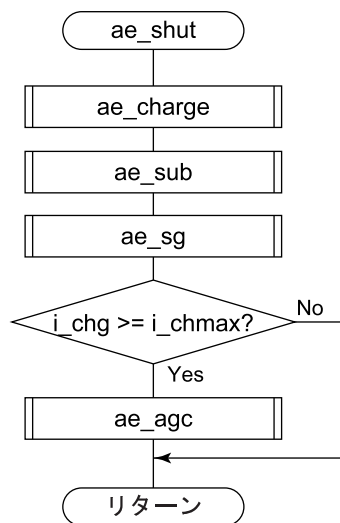 ae_shut
ae_charge
ae_sub
ae_sg
i_chg >= i_chmax?
No
Yes
ae_agc
リターン